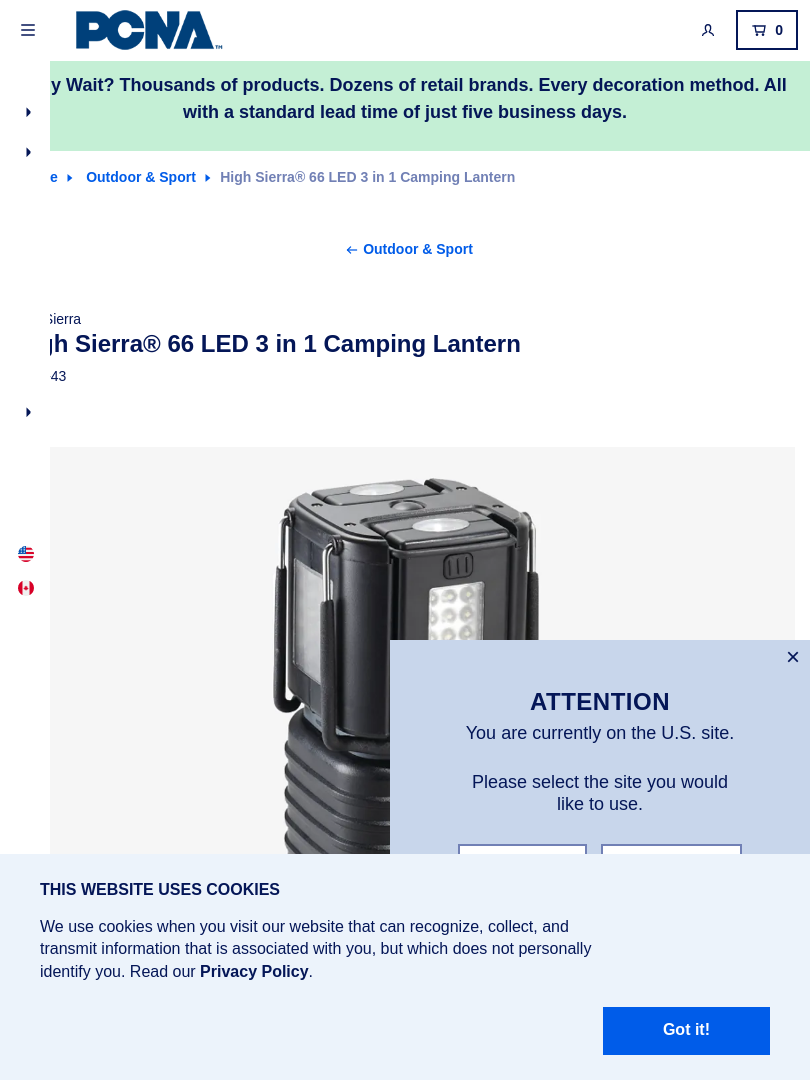 PCNA™
0
y Wait? Thousands of products. Dozens of retail brands. Every decoration method. All
with a standard lead time of just five business days.
e Outdoor & Sport High Sierra® 66 LED 3 in 1 Camping Lantern
← Outdoor & Sport
Sierra
gh Sierra® 66 LED 3 in 1 Camping Lantern
43
×
ATTENTION
You are currently on the U.S. site.
Please select the site you would
like to use.
THIS WEBSITE USES COOKIES
We use cookies when you visit our website that can recognize, collect, and
transmit information that is associated with you, but which does not personally
identify you. Read our Privacy Policy.
Got it!